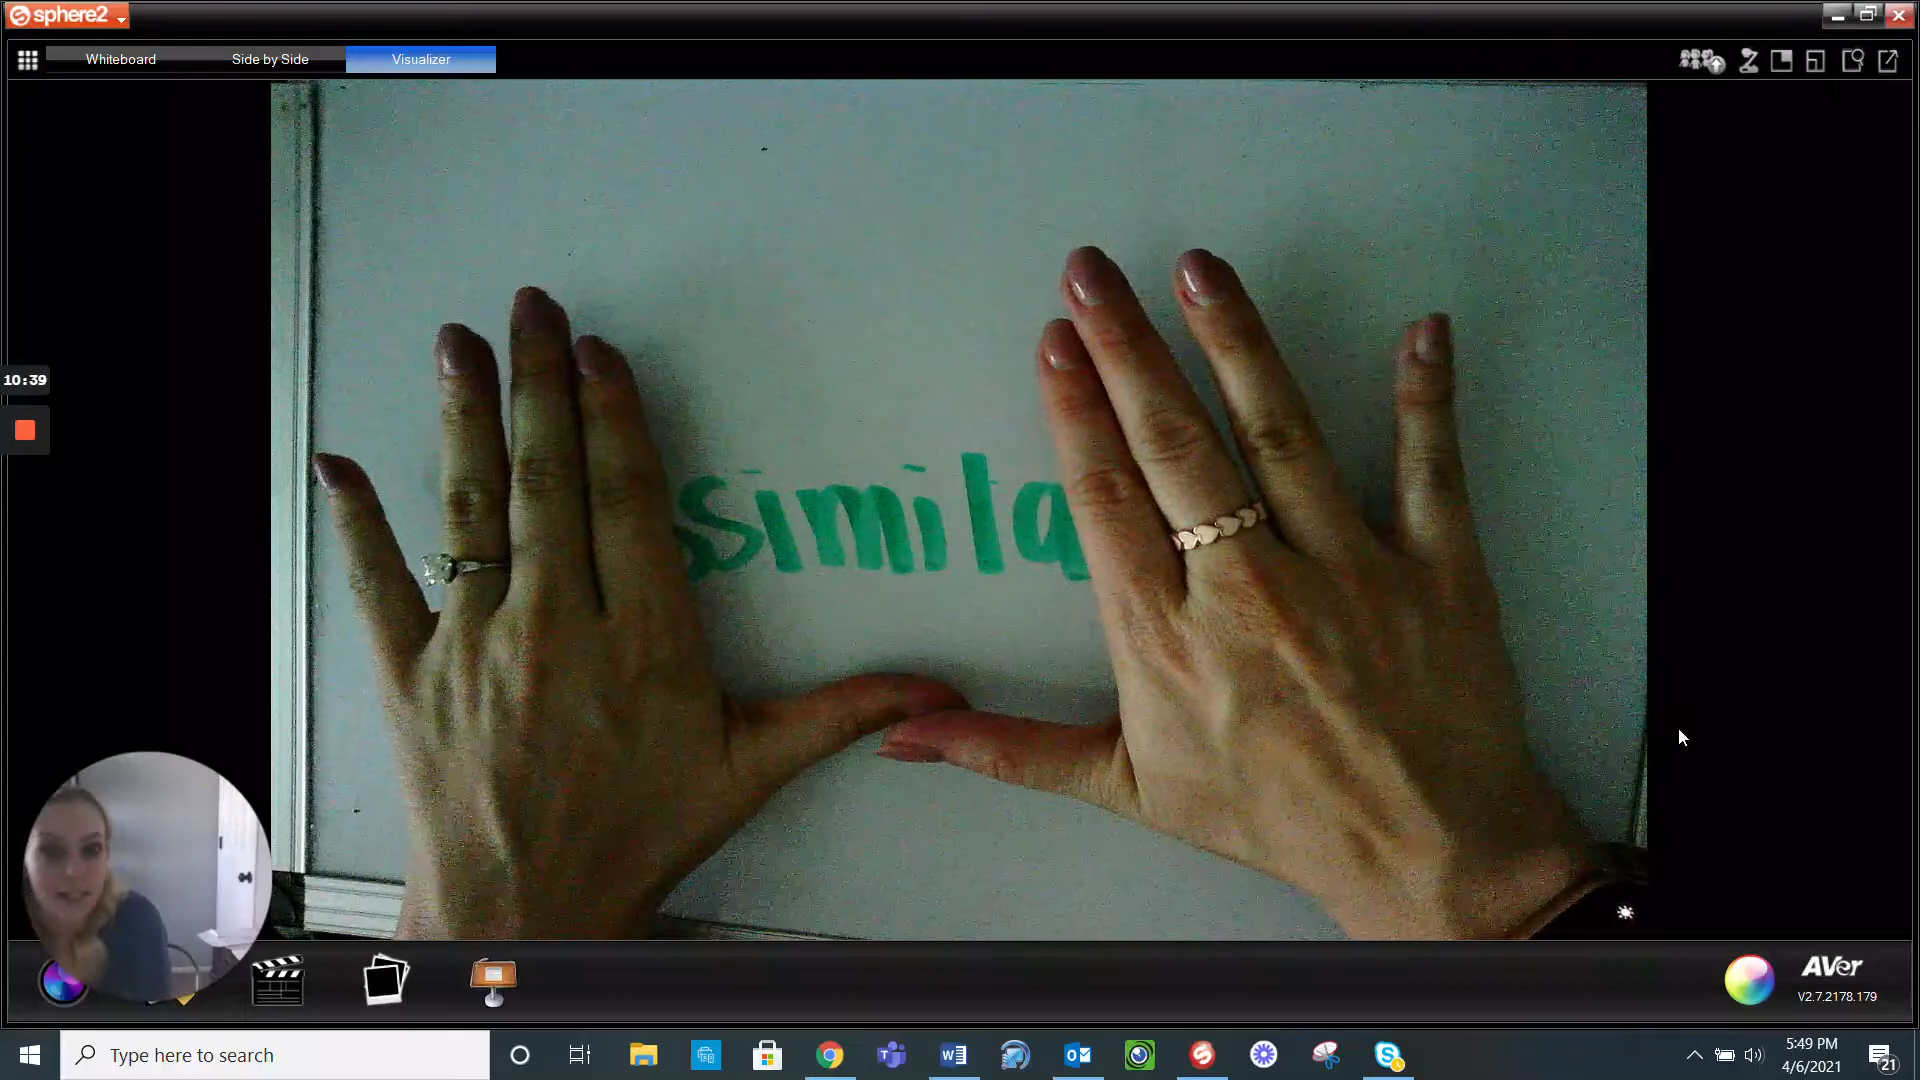 sphere2
Whiteboard Side by Side Visualizer
10:39
simila
AVer
V2.7.2178.179
Type here to search
5:49 PM
4/6/2021
21